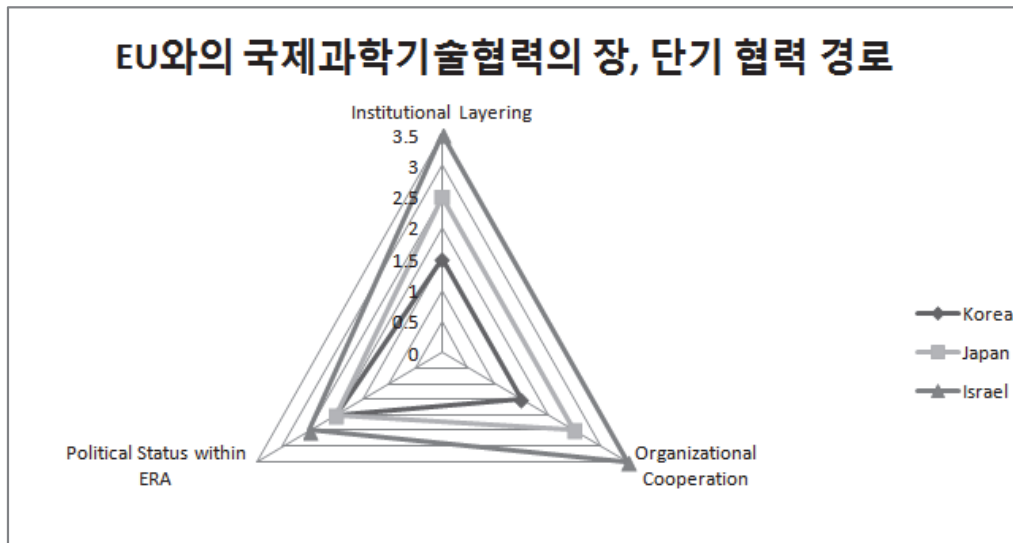 EU와의 국제과학기술협력의 장, 단기 협력 경로
Institutional Layering
3.5
3
2.5
2
1.5
1
0.5
0
Korea
Japan
Israel
Political Status within
ERA
Organizational
Cooperation